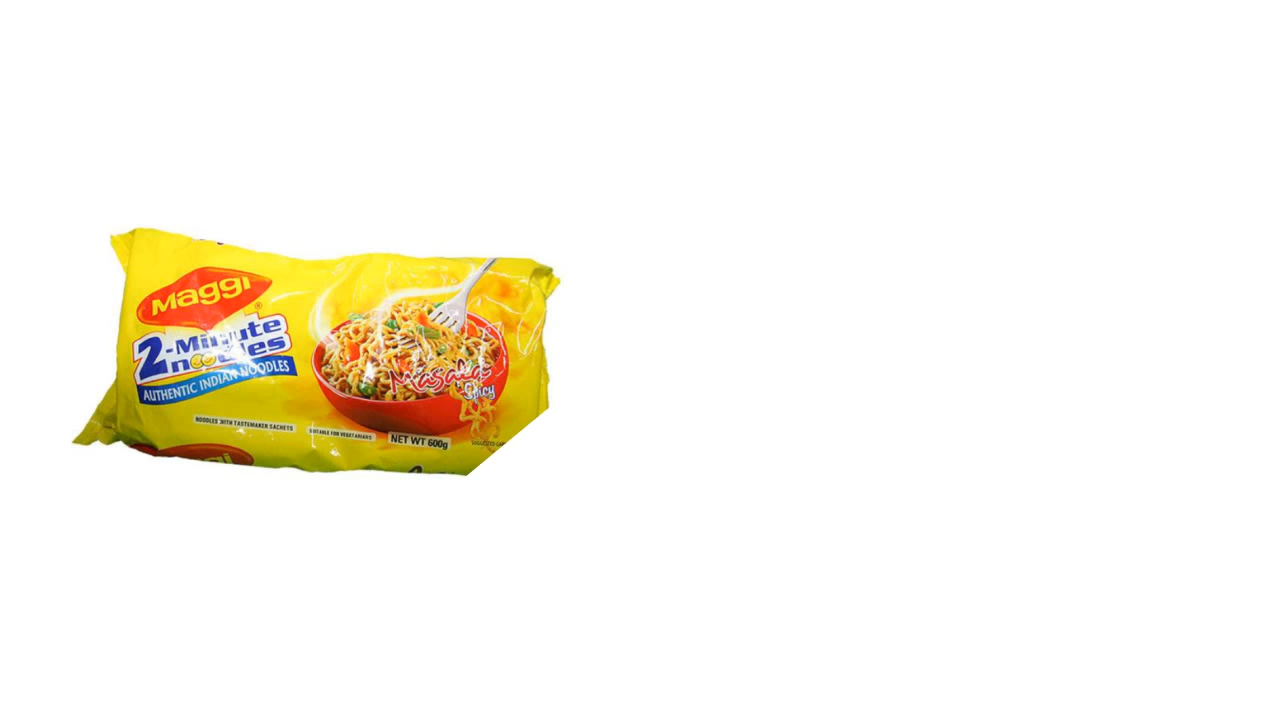 Maggi
®
2-Minute
noodles
AUTHENTIC INDIAN NOODLES
Masala
Spicy
NOODLES WITH TASTEMAKER SACHETS
SUITABLE FOR VEGETARIANS
NET WT 600g
Maggi